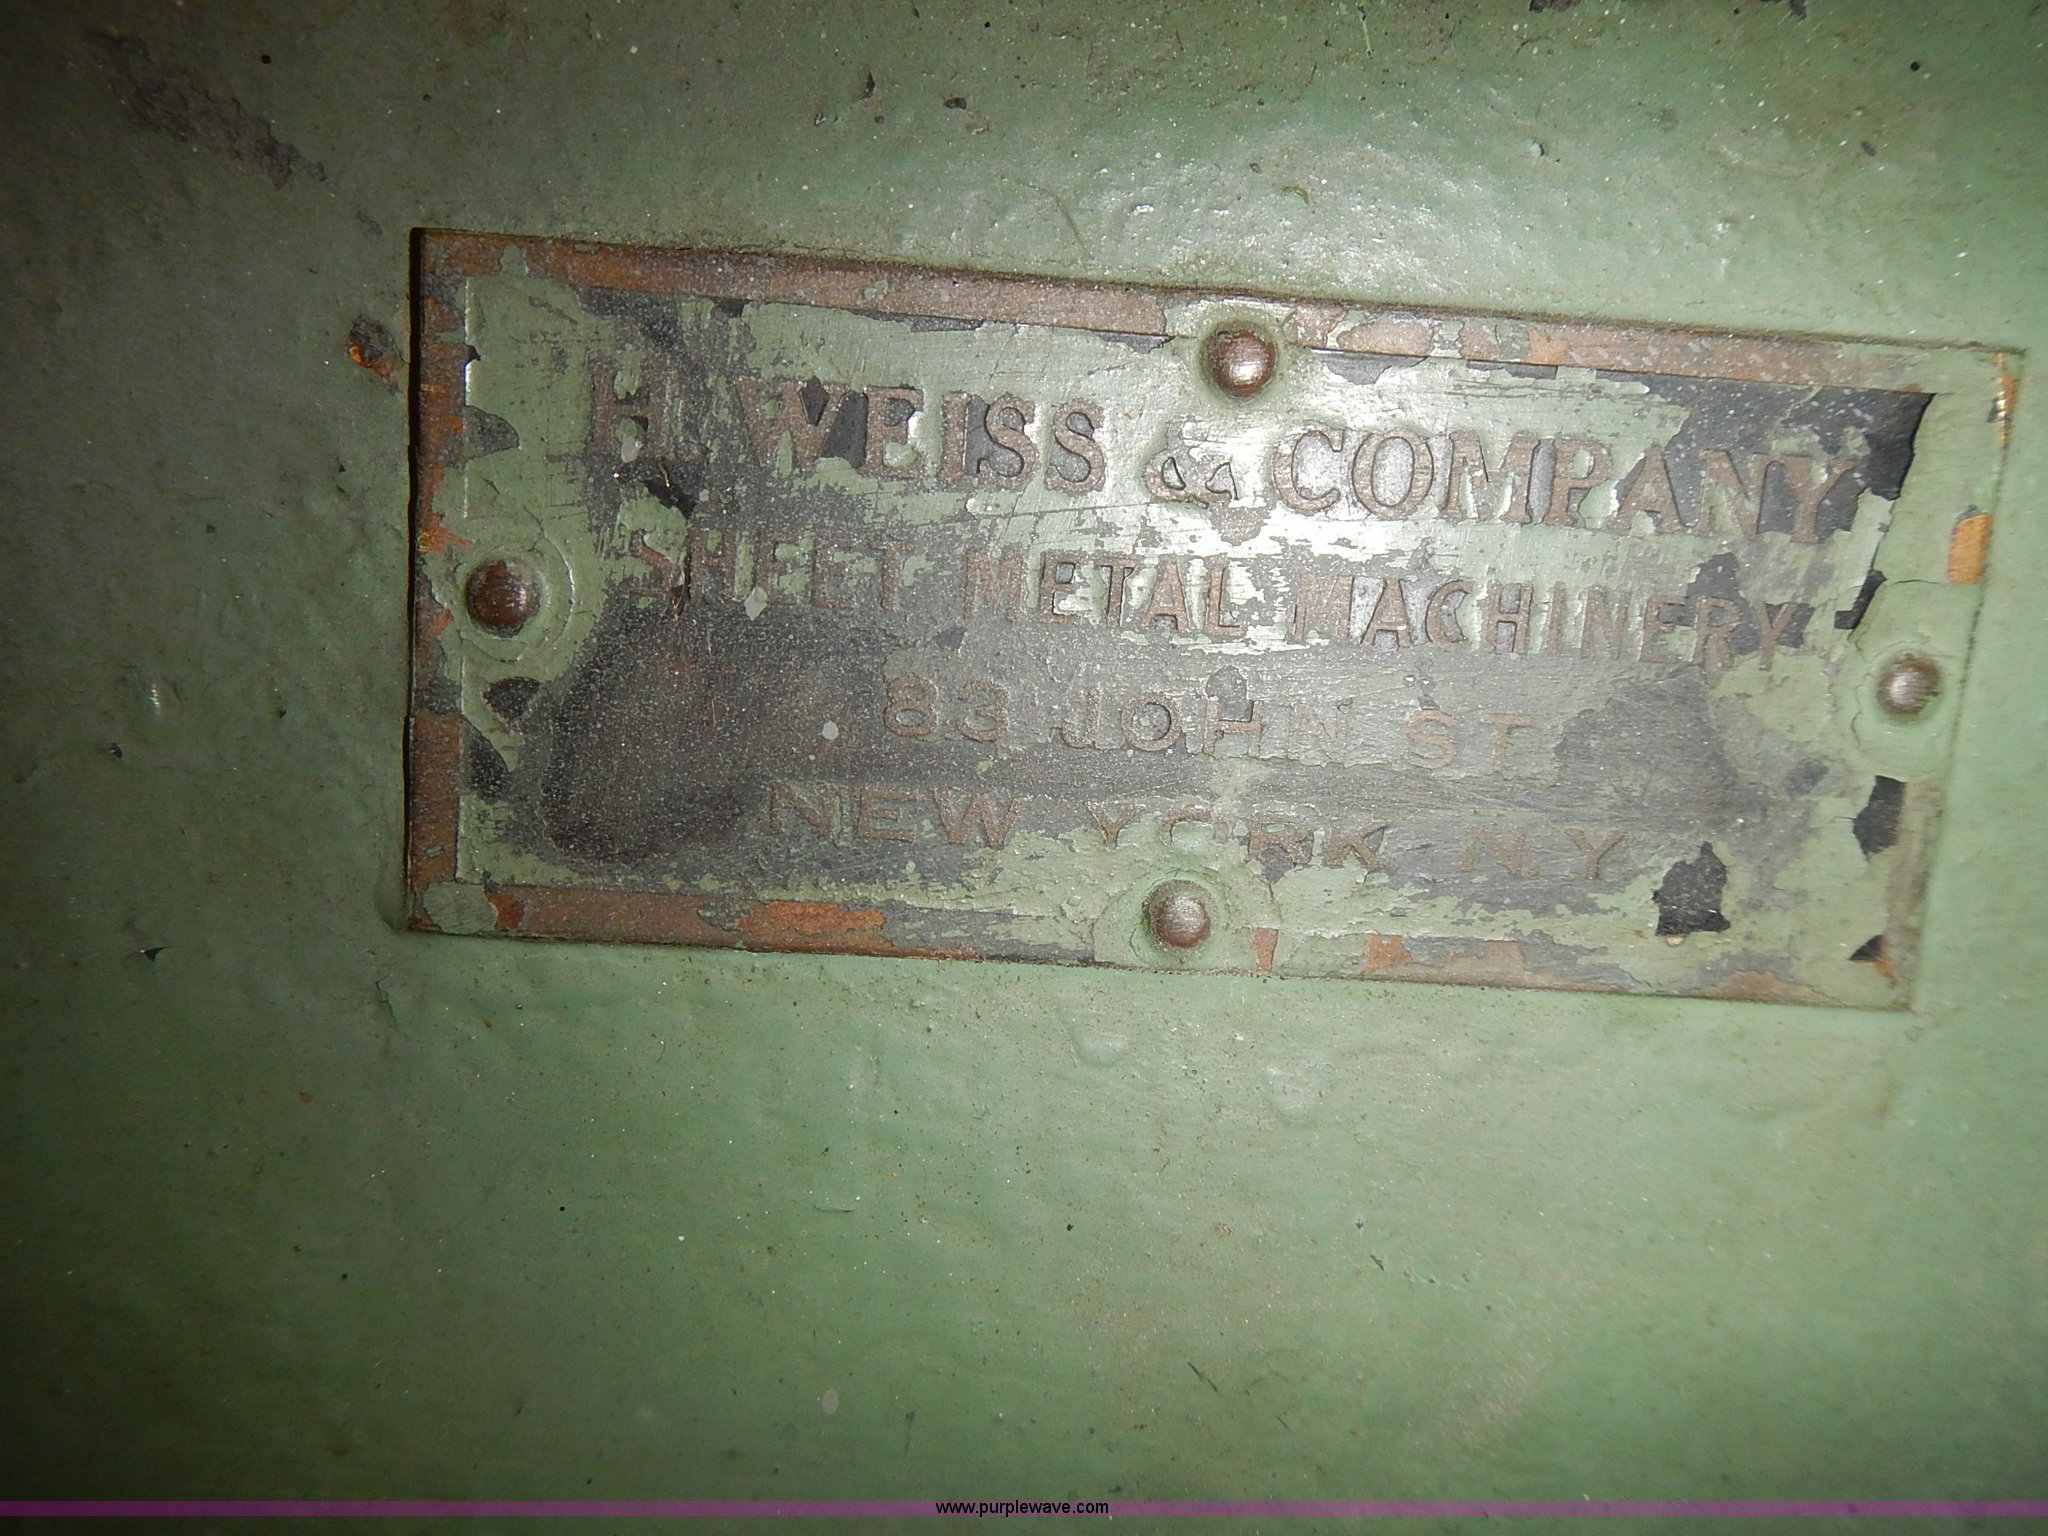 H. WEISS & COMPANY
SHEET METAL MACHINERY
83 JOHN ST.
NEW YORK, N.Y.
www.purplewave.com